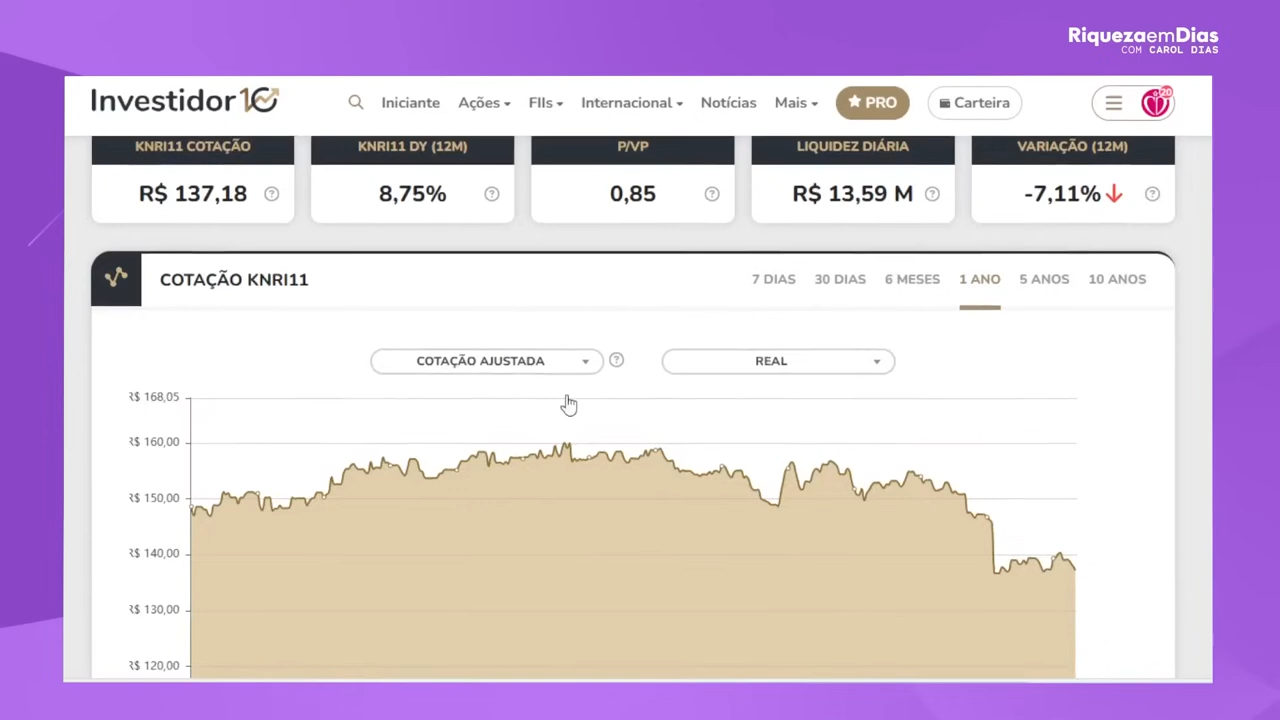 RiquezaemDias
COM CAROL DIAS
Investidor10
Iniciante Ações FIIs Internacional Notícias Mais PRO Carteira 20
KNRI11 COTAÇÃO KNRI11 DY (12M) P/VP LIQUIDEZ DIÁRIA VARIAÇÃO (12M)
R$ 137,18 ? 8,75% ? 0,85 ? R$ 13,59 M ? -7,11% ?
COTAÇÃO KNRI11 7 DIAS 30 DIAS 6 MESES 1 ANO 5 ANOS 10 ANOS
COTAÇÃO AJUSTADA ? REAL
R$ 168,05
R$ 160,00
R$ 150,00
R$ 140,00
R$ 130,00
R$ 120,00